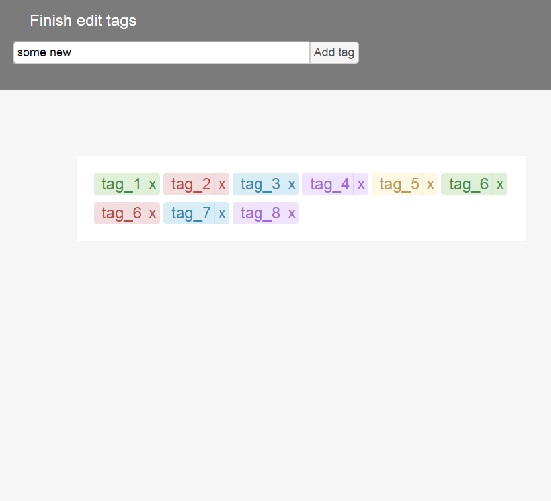 Finish edit tags
some new Add tag
tag_1 x tag_2 x tag_3 x tag_4 x tag_5 x tag_6 x
tag_6 x tag_7 x tag_8 x